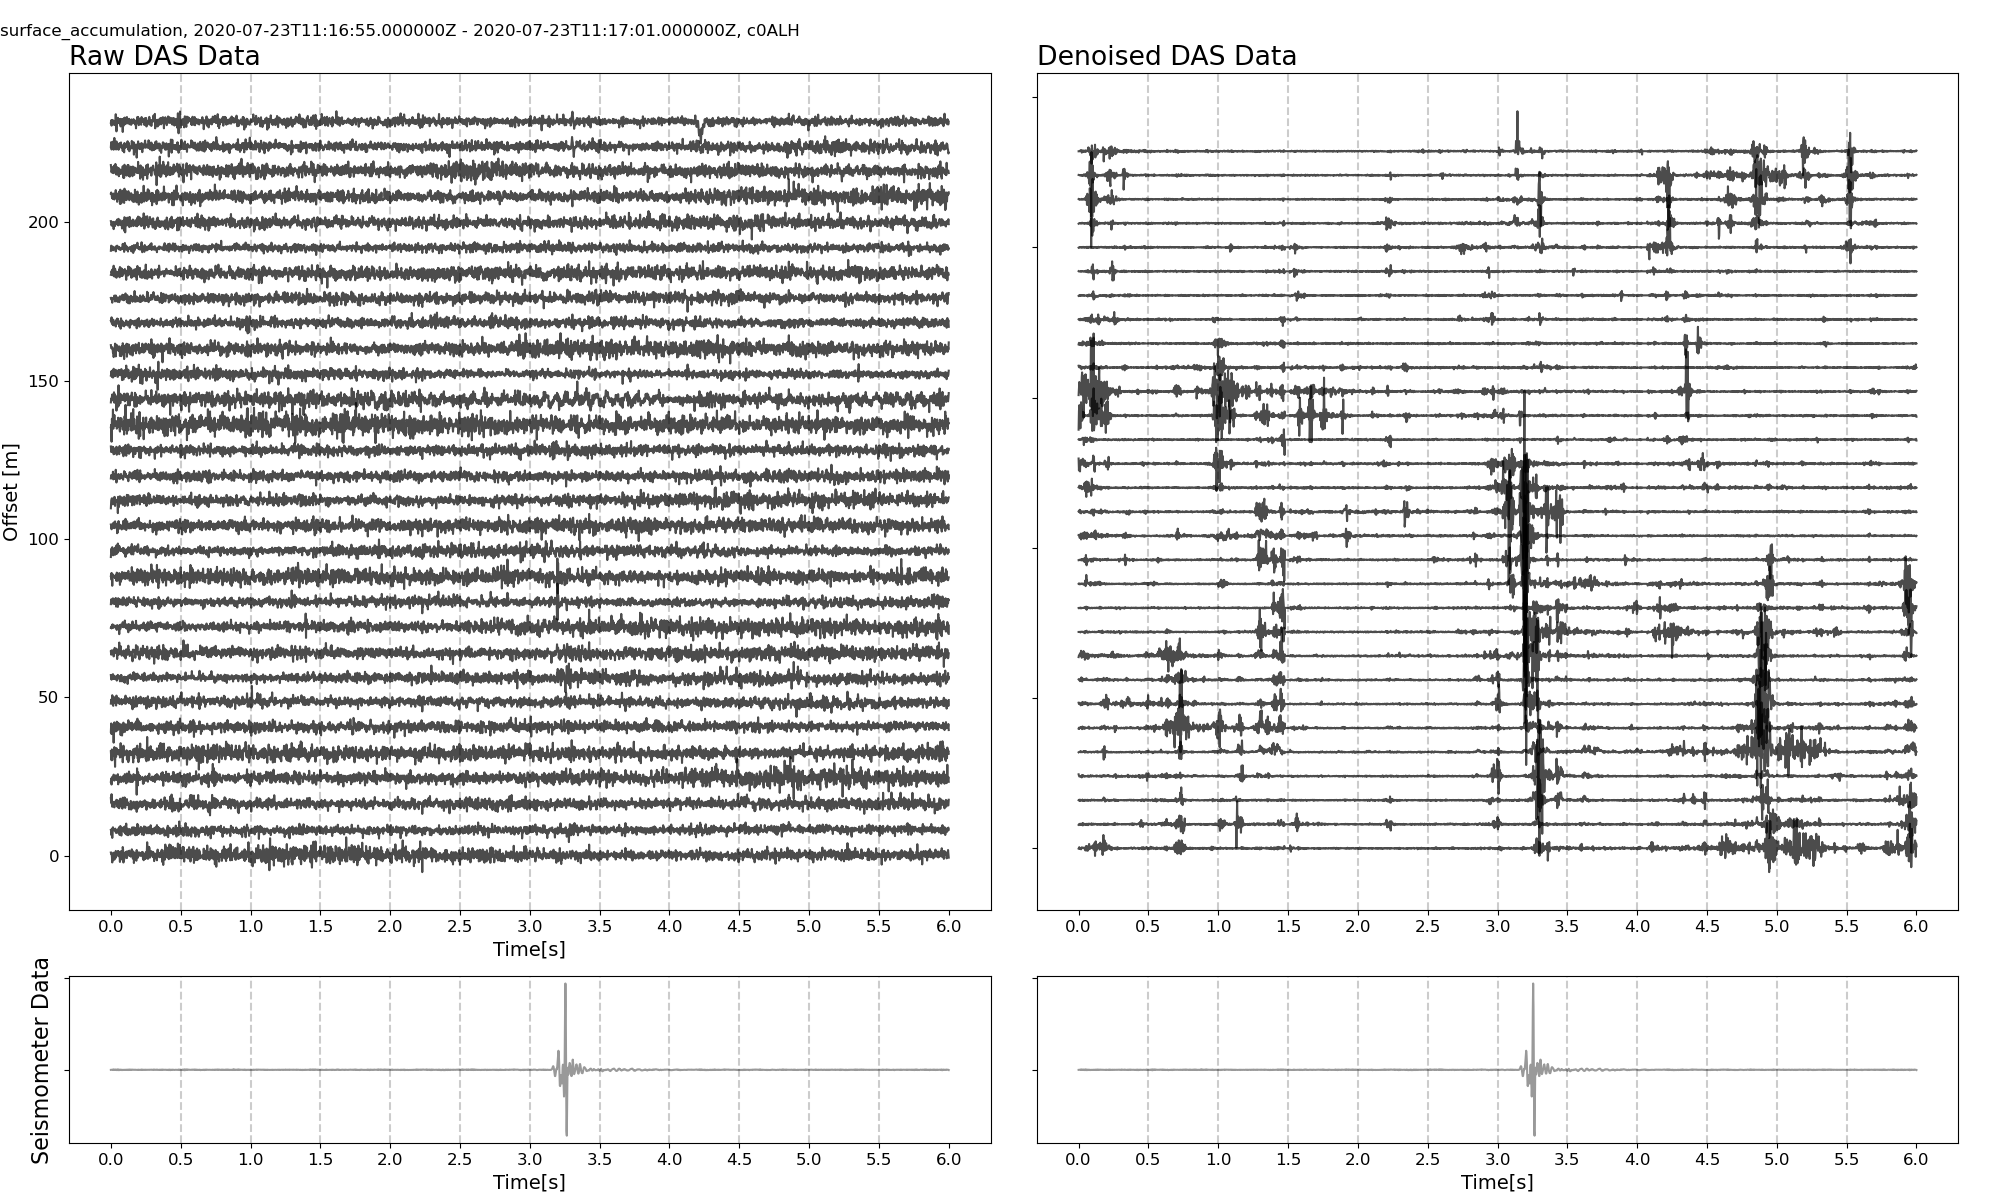 surface_accumulation, 2020-07-23T11:16:55.000000Z - 2020-07-23T11:17:01.000000Z, c0ALH
Raw DAS Data
Denoised DAS Data
Offset [m]
200
150
100
50
0
0.0 0.5 1.0 1.5 2.0 2.5 3.0 3.5 4.0 4.5 5.0 5.5 6.0
Time[s]
0.0 0.5 1.0 1.5 2.0 2.5 3.0 3.5 4.0 4.5 5.0 5.5 6.0
Seismometer Data
0.0 0.5 1.0 1.5 2.0 2.5 3.0 3.5 4.0 4.5 5.0 5.5 6.0
Time[s]
0.0 0.5 1.0 1.5 2.0 2.5 3.0 3.5 4.0 4.5 5.0 5.5 6.0
Time[s]